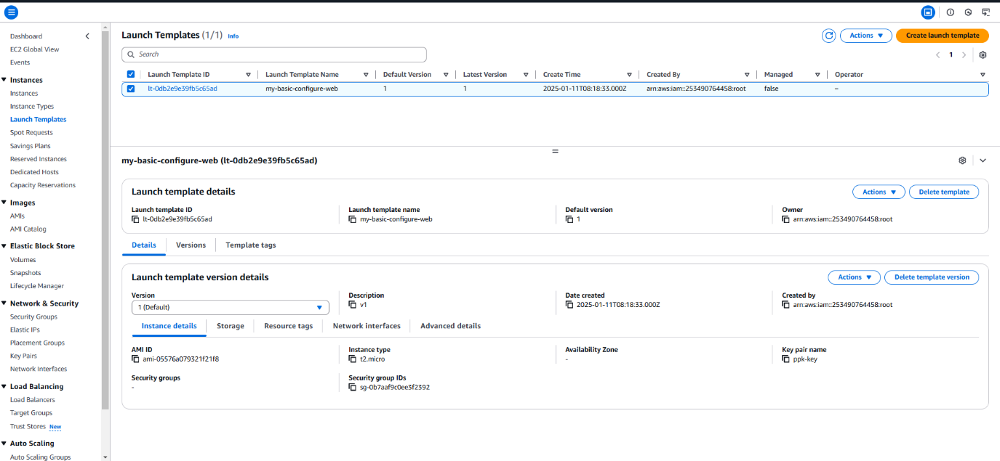 Dashboard
EC2 Global View
Events
Instances
Instances
Instance Types
Launch Templates
Spot Requests
Savings Plans
Reserved Instances
Dedicated Hosts
Capacity Reservations
Images
AMIs
AMI Catalog
Elastic Block Store
Volumes
Snapshots
Lifecycle Manager
Network & Security
Security Groups
Elastic IPs
Placement Groups
Key Pairs
Network Interfaces
Load Balancing
Load Balancers
Target Groups
Trust Stores New
Auto Scaling
Auto Scaling Groups
Launch Templates (1/1) Info
Actions
Create launch template
Search
1
Launch Template ID Launch Template Name Default Version Latest Version Create Time Created By Managed Operator
lt-0db2e9e39fb5c65ad my-basic-configure-web 1 1 2025-01-11T08:18:33.000Z arn:aws:iam::253490764458:root false –
my-basic-configure-web (lt-0db2e9e39fb5c65ad)
Launch template details
Actions Delete template
Launch template ID Launch template name Default version Owner
lt-0db2e9e39fb5c65ad my-basic-configure-web 1 arn:aws:iam::253490764458:root
Details Versions Template tags
Launch template version details
Actions Delete template version
Version Description Date created Created by
1 (Default) v1 2025-01-11T08:18:33.000Z arn:aws:iam::253490764458:root
Instance details Storage Resource tags Network interfaces Advanced details
AMI ID Instance type Availability Zone Key pair name
ami-05576a079321f21f8 t2.micro - ppk-key
Security groups Security group IDs
- sg-0b7aaf9c0ee3f2392